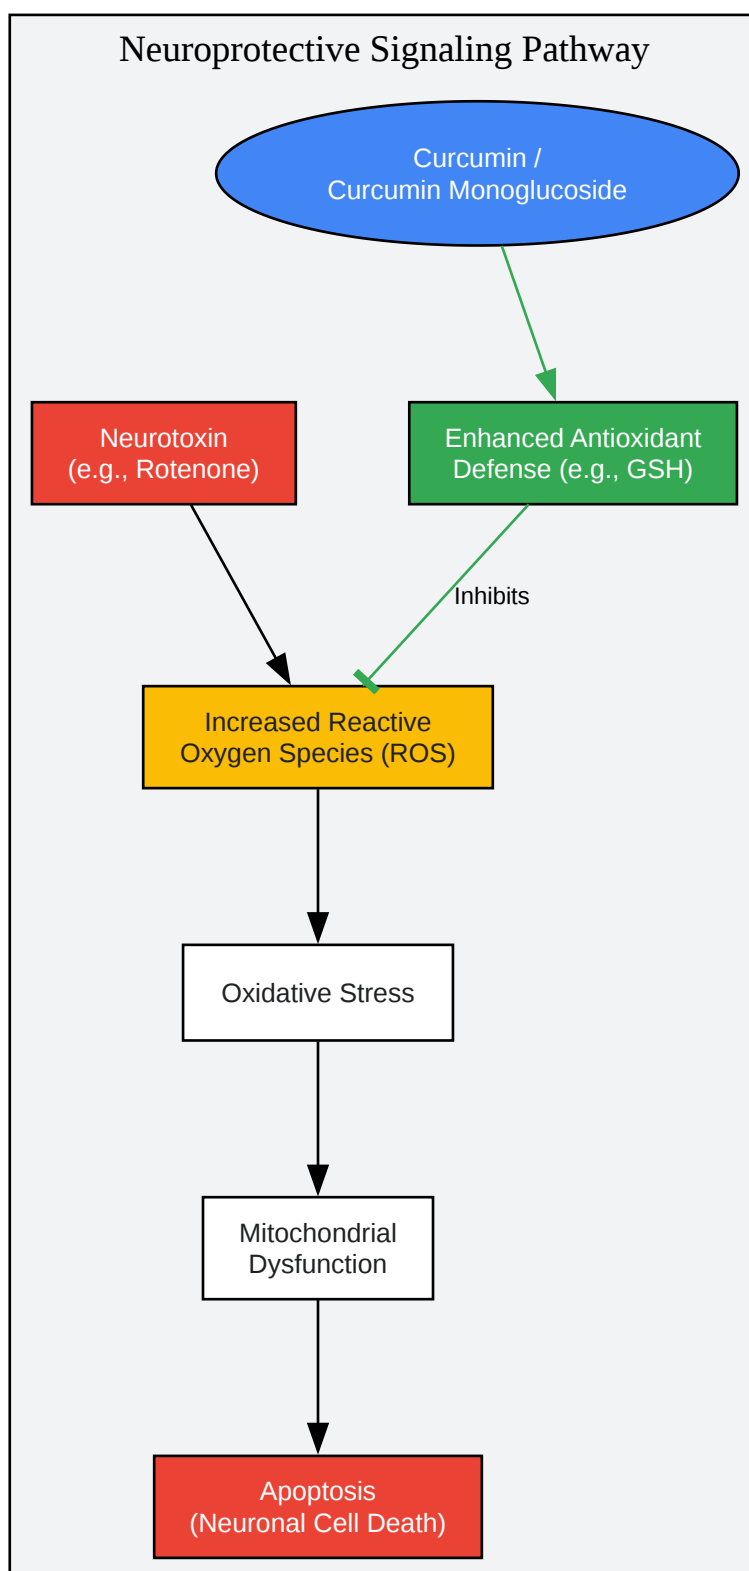 Neuroprotective Signaling Pathway
Curcumin /
Curcumin Monoglucoside
Neurotoxin
(e.g., Rotenone)
Enhanced Antioxidant
Defense (e.g., GSH)
Inhibits
Increased Reactive
Oxygen Species (ROS)
Oxidative Stress
Mitochondrial
Dysfunction
Apoptosis
(Neuronal Cell Death)